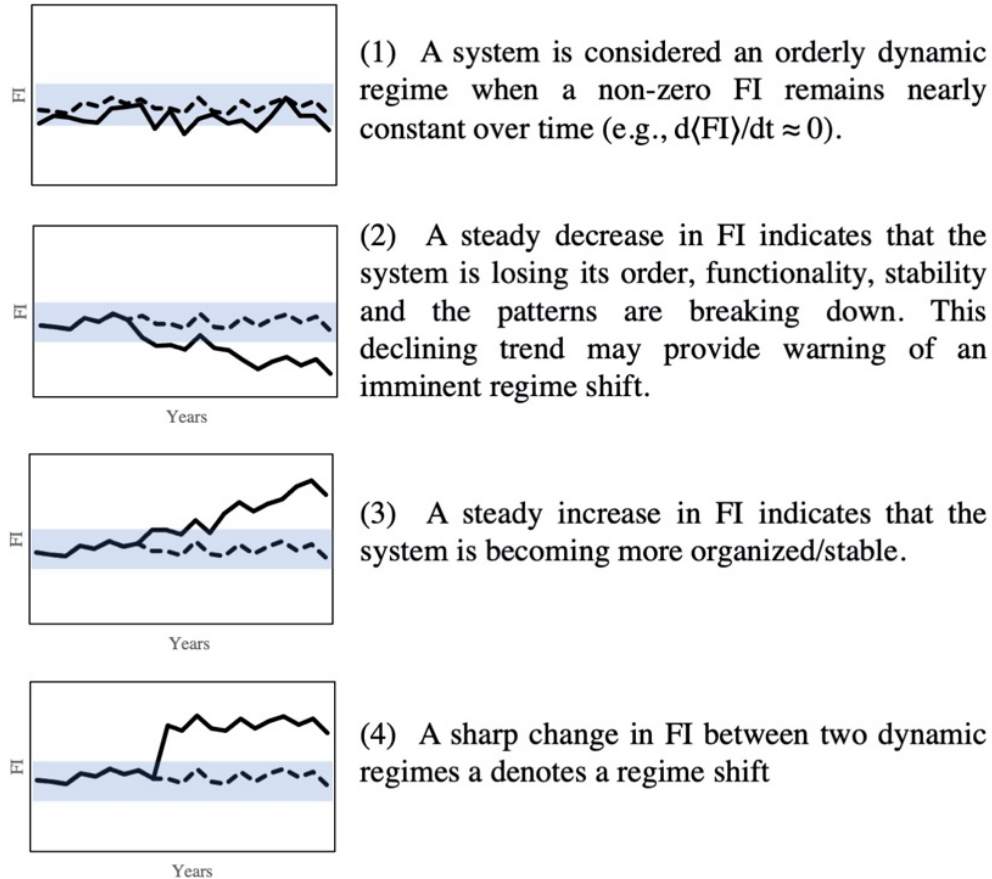 FI
(1) A system is considered an orderly dynamic
regime when a non-zero FI remains nearly
constant over time (e.g., d⟨FI⟩/dt ≈ 0).
FI
Years
(2) A steady decrease in FI indicates that the
system is losing its order, functionality, stability
and the patterns are breaking down. This
declining trend may provide warning of an
imminent regime shift.
FI
Years
(3) A steady increase in FI indicates that the
system is becoming more organized/stable.
FI
Years
(4) A sharp change in FI between two dynamic
regimes a denotes a regime shift